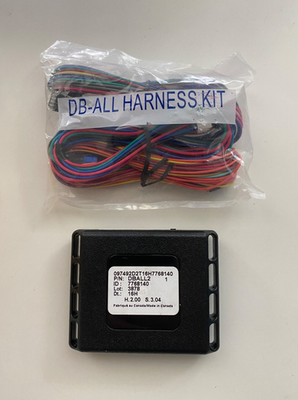 DB-ALL HARNESS KIT
097492D2T16H7768140
P/N: DBALL2 1
ID : 7768140
Lot: 3878
Dt.: 16H
H.2.00 S.3.04
Fabriqué au Canada/Made in Canada